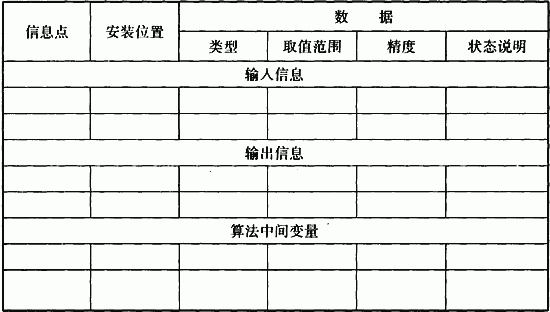 信息点 安装位置 数 据
类型 取值范围 精度 状态说明
输入信息
输出信息
算法中间变量